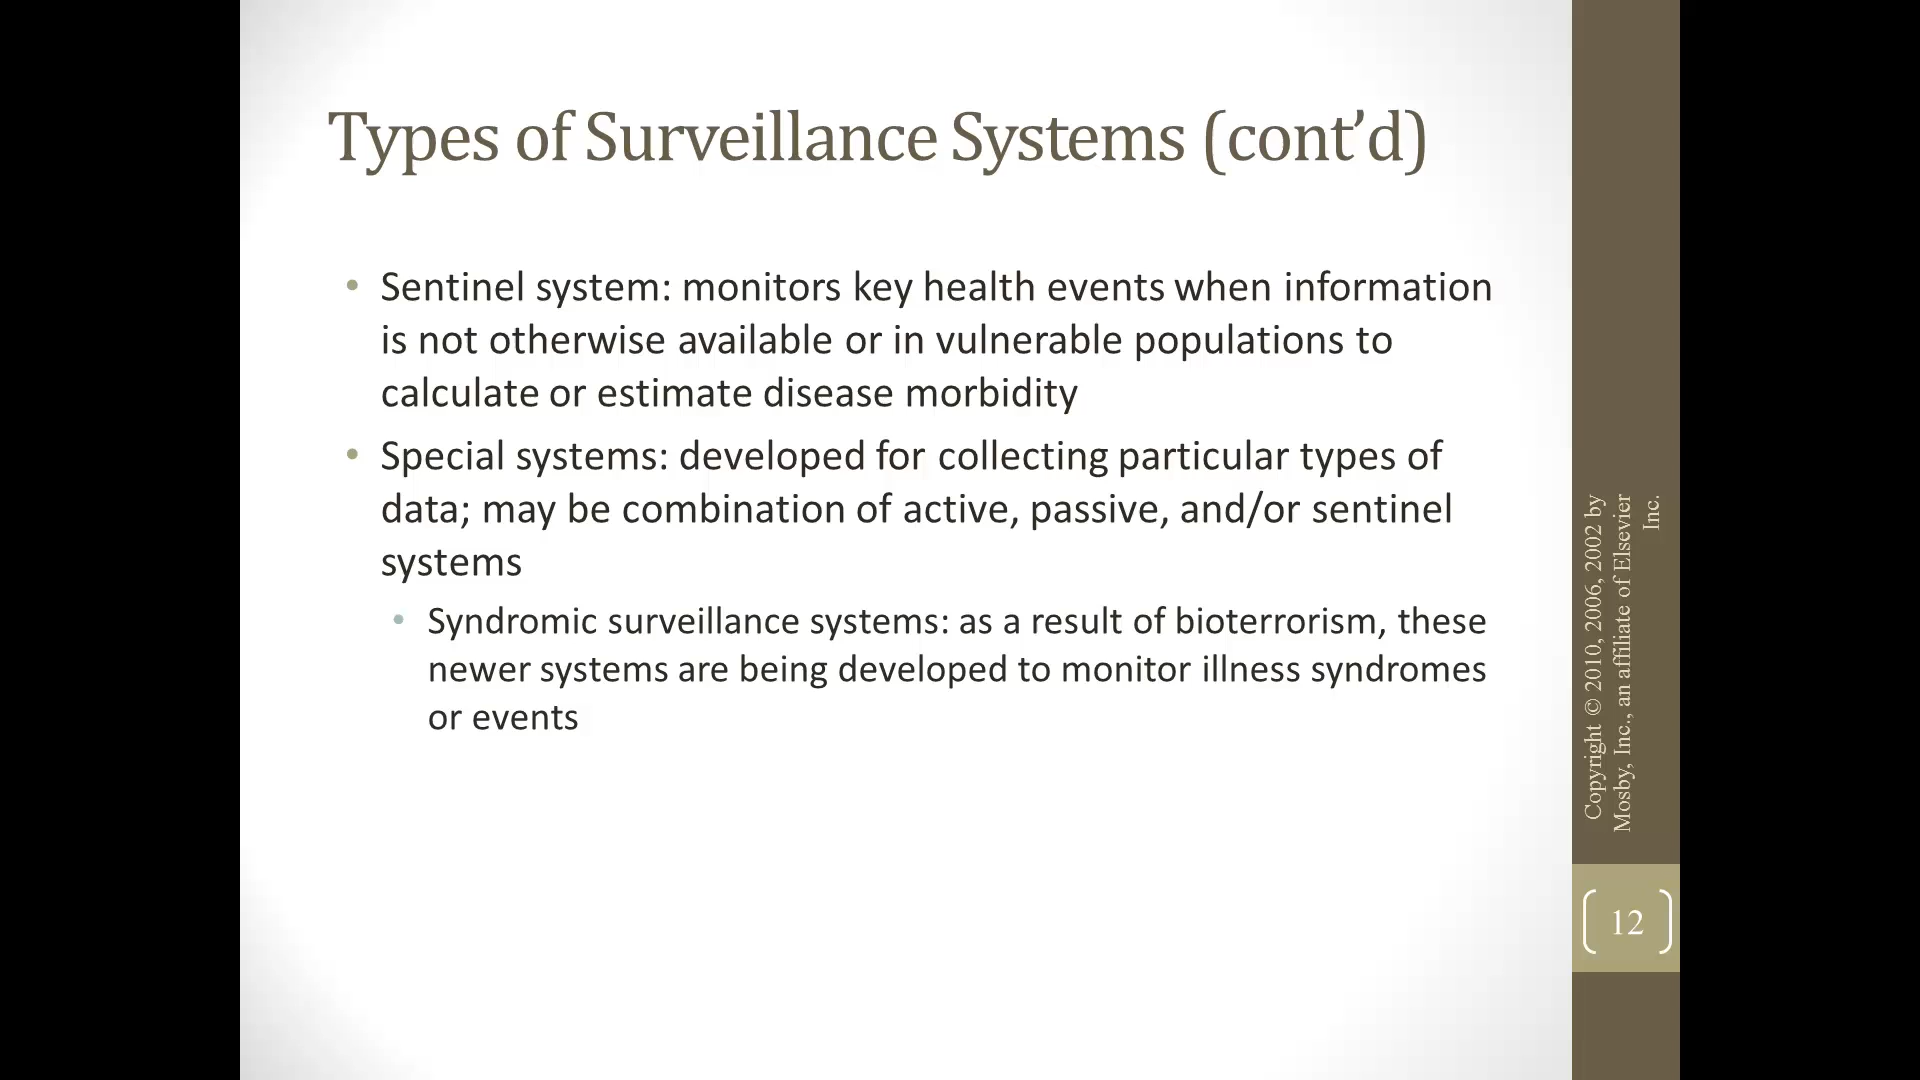 Types of Surveillance Systems (cont’d)
• Sentinel system: monitors key health events when information
is not otherwise available or in vulnerable populations to
calculate or estimate disease morbidity
• Special systems: developed for collecting particular types of
data; may be combination of active, passive, and/or sentinel
systems
• Syndromic surveillance systems: as a result of bioterrorism, these
newer systems are being developed to monitor illness syndromes
or events
Copyright © 2010, 2006, 2002 by
Mosby, Inc., an affiliate of Elsevier
Inc.
12